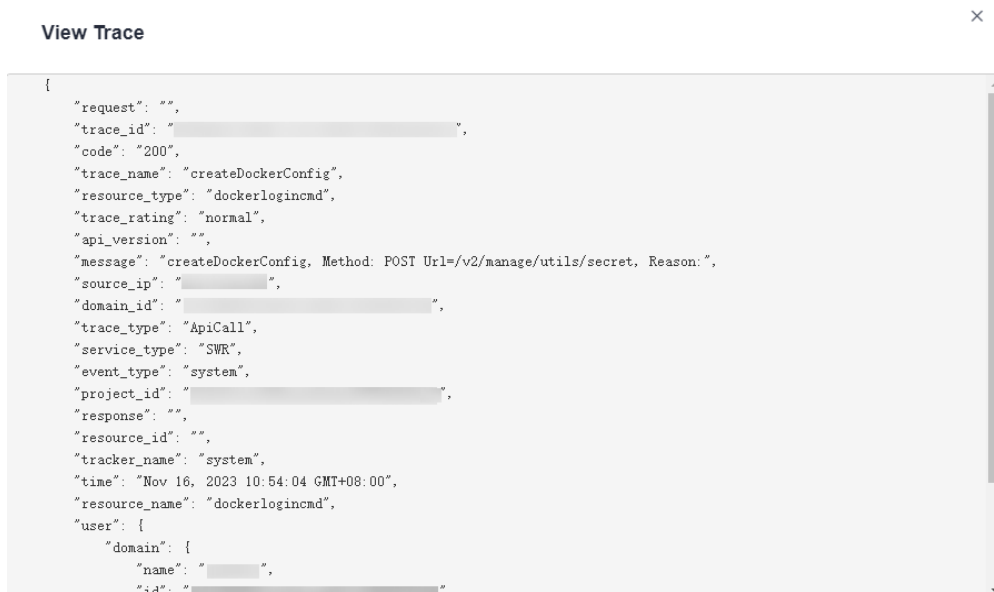 View Trace
×
{
"request": "",
"trace_id": "                ",
"code": "200",
"trace_name": "createDockerConfig",
"resource_type": "dockerlogincmd",
"trace_rating": "normal",
"api_version": "",
"message": "createDockerConfig, Method: POST Url=/v2/manage/utils/secret, Reason:",
"source_ip": "                ",
"domain_id": "                ",
"trace_type": "ApiCall",
"service_type": "SWR",
"event_type": "system",
"project_id": "                ",
"response": "",
"resource_id": "",
"tracker_name": "system",
"time": "Nov 16, 2023 10:54:04 GMT+08:00",
"resource_name": "dockerlogincmd",
"user": {
"domain": {
"name": "        ",
"id": "                "